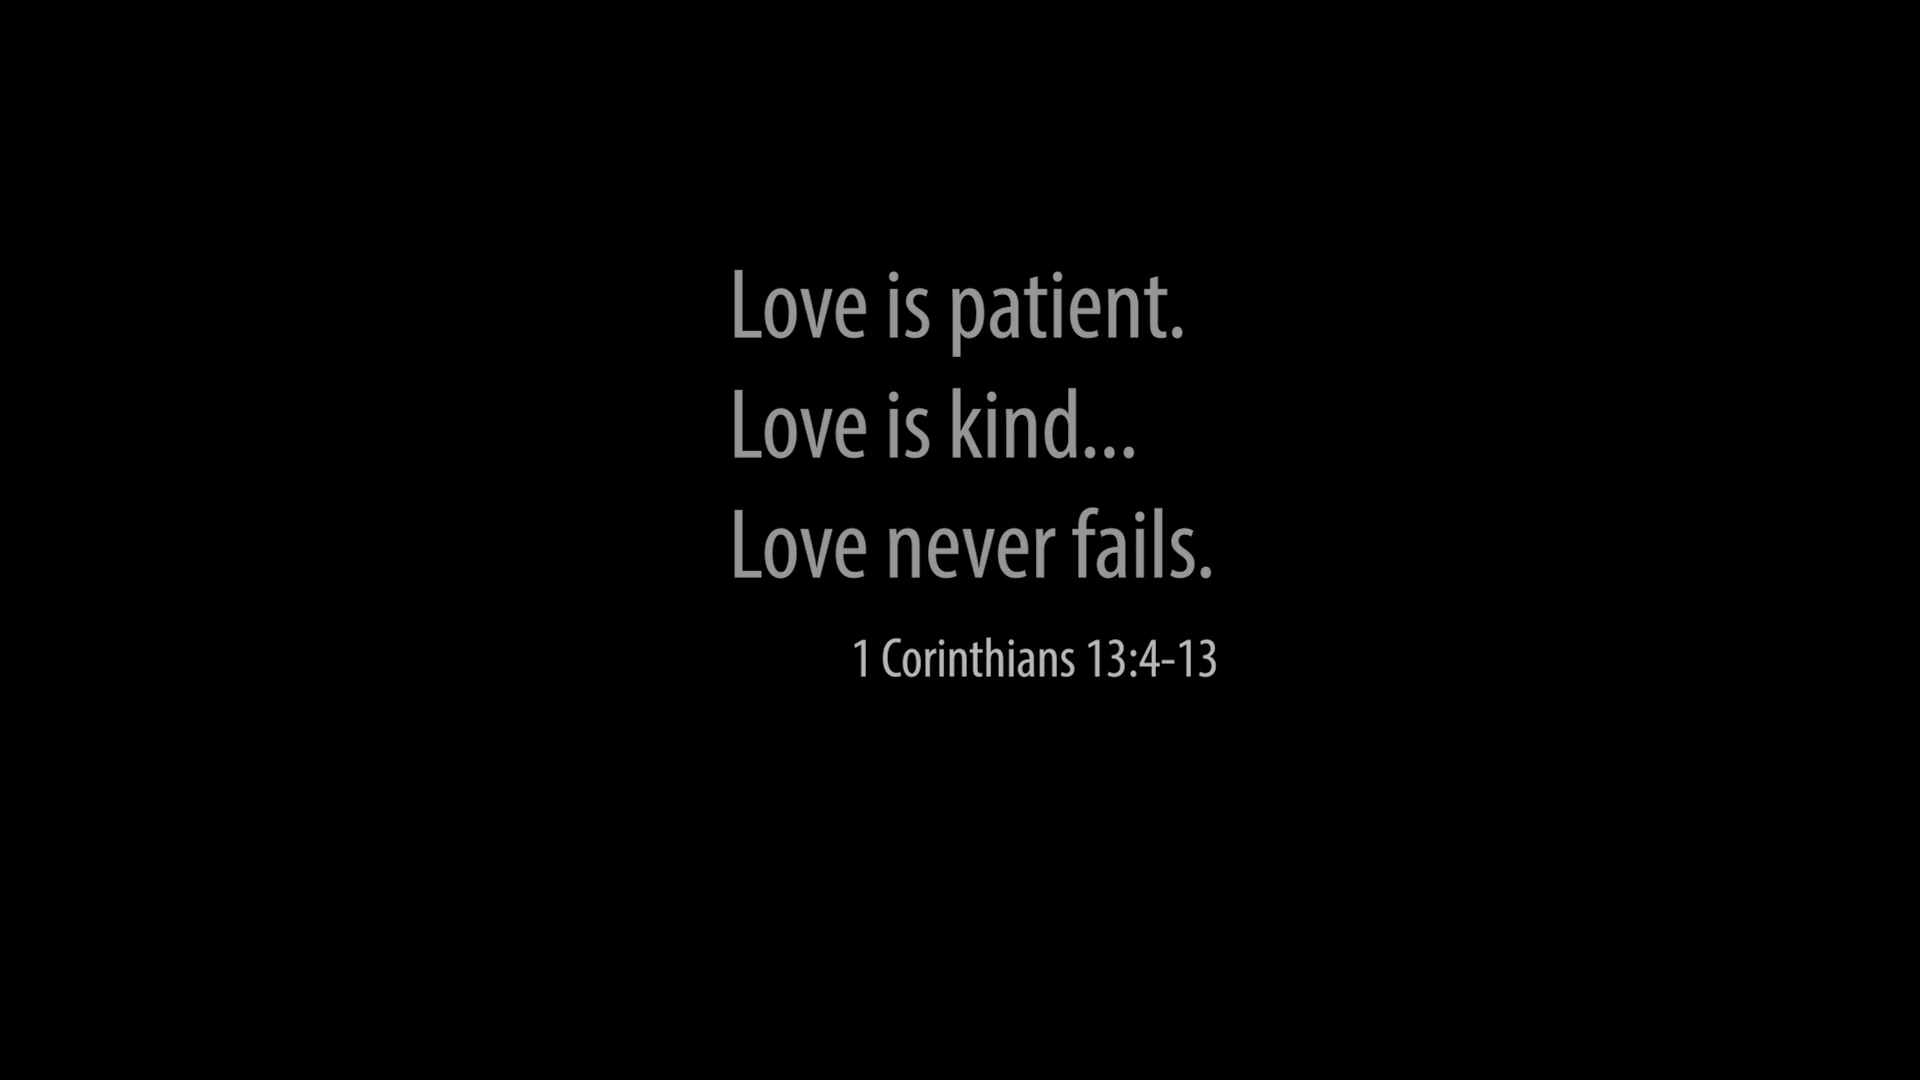 Love is patient.
Love is kind...
Love never fails.
1 Corinthians 13:4-13